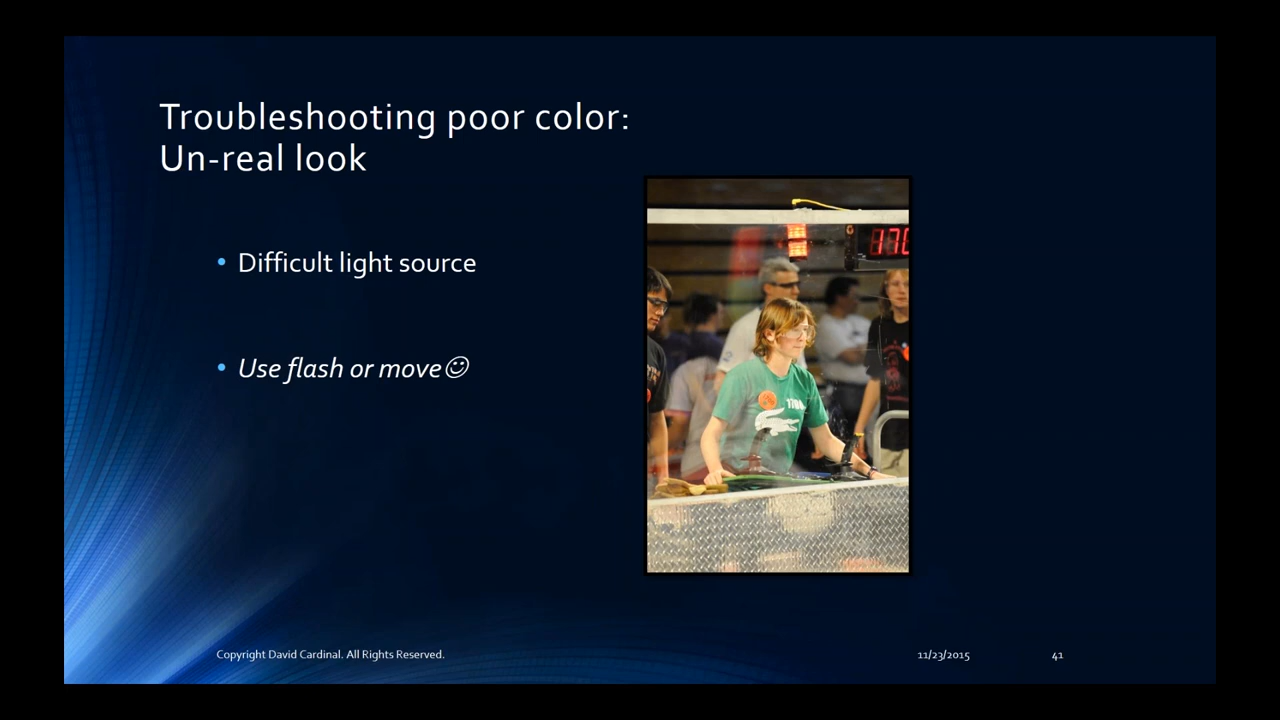 Troubleshooting poor color:
Un-real look
• Difficult light source
• Use flash or move☺
170
Copyright David Cardinal. All Rights Reserved.
11/23/2015
41